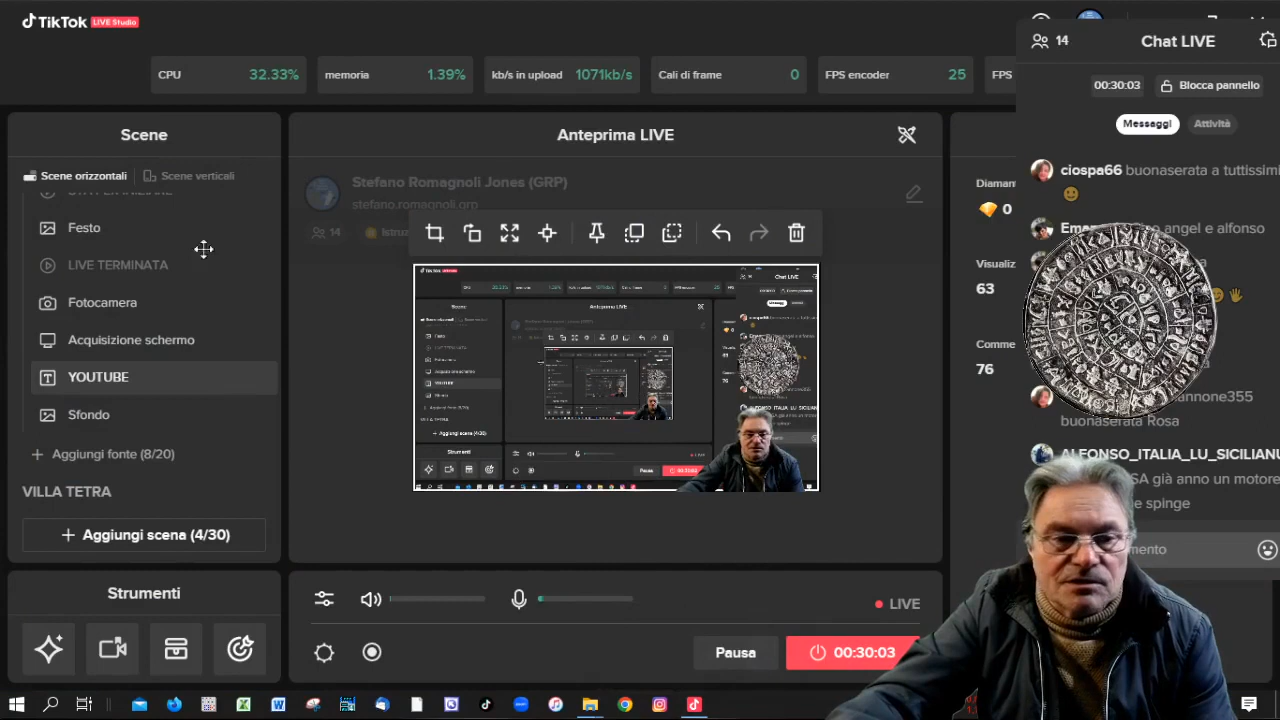 TikTok LIVE Studio
CPU 32.33%
memoria 1.39%
kb/s in upload 1071kb/s
Cali di frame 0
FPS encoder 25
FPS
14
Chat LIVE
00:30:03
Blocca pannello
Messaggi
Attività
Scene
Scene orizzontali
Scene verticali
Festo
LIVE TERMINATA
Fotocamera
Acquisizione schermo
YOUTUBE
Sfondo
Aggiungi fonte (8/20)
VILLA TETRA
Aggiungi scena (4/30)
Strumenti
Anteprima LIVE
Stefano Romagnoli Jones (GRP)
stefano.romagnoli.grp
14
LIVE
Pausa
00:30:03
Diamant
0
Visualiz
63
Comme
76
ciospa66 buonaserata a tuttissimi
angel e alfonso
annone355
buonaserata Rosa
ALFONSO_ITALIA_LU_SICILIANU
SA già anno un motore
e spinge
mento